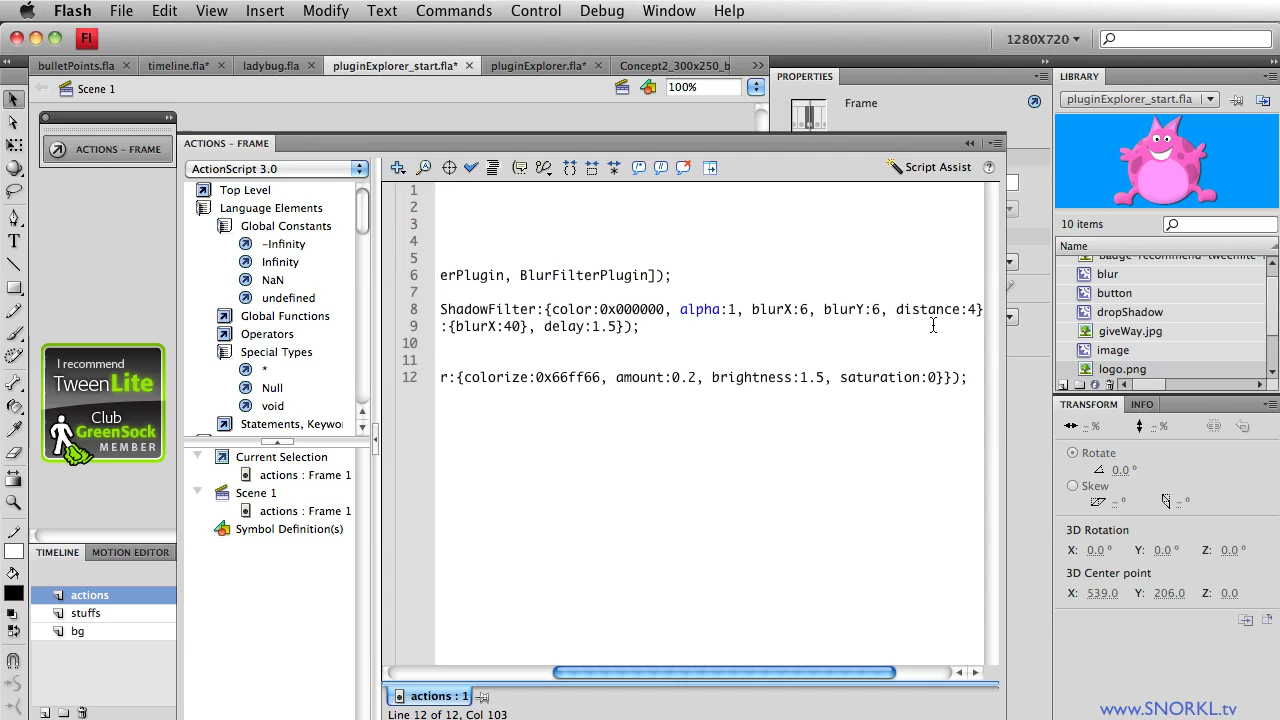 Flash File Edit View Insert Modify Text Commands Control Debug Window Help
Fl 1280X720
bulletPoints.fla timeline.fla* ladybug.fla pluginExplorer_start.fla* pluginExplorer.fla* Concept2_300x250_b >>
Scene 1 100%
PROPERTIES
Frame
LIBRARY
pluginExplorer_start.fla
10 items
Name
blur
button
dropShadow
giveWay.jpg
image
logo.png
ACTIONS - FRAME
I recommend
TweenLite
Club
GreenSock
MEMBER
ACTIONS - FRAME
ActionScript 3.0
Script Assist
Top Level
Language Elements
Global Constants
-Infinity
Infinity
NaN
undefined
Global Functions
Operators
Special Types
*
Null
void
Statements, Keywo
Current Selection
actions : Frame 1
Scene 1
actions : Frame 1
Symbol Definition(s)
1
2
3
4
5
6 erPlugin, BlurFilterPlugin]);
7
8 ShadowFilter:{color:0x000000, alpha:1, blurX:6, blurY:6, distance:4}
9 :{blurX:40}, delay:1.5});
10
11
12 r:{colorize:0x66ff66, amount:0.2, brightness:1.5, saturation:0}});
actions : 1
Line 12 of 12, Col 103
TIMELINE MOTION EDITOR
actions
stuffs
bg
TRANSFORM INFO
% %
Rotate
0.0 °
Skew
° °
3D Rotation
X: 0.0 ° Y: 0.0 ° Z: 0.0 °
3D Center point
X: 539.0 Y: 206.0 Z: 0.0
www.SNORKL.tv